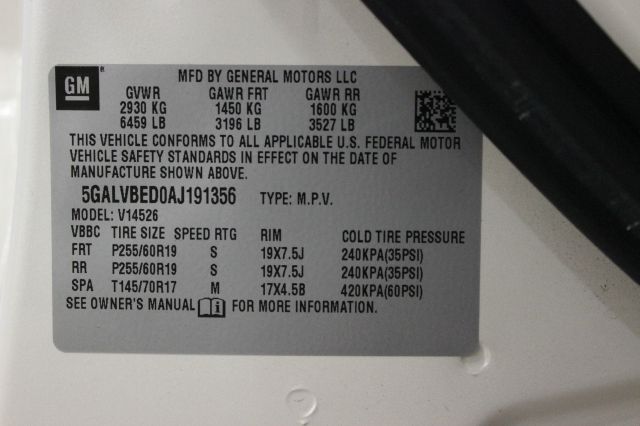 GM
MFD BY GENERAL MOTORS LLC
GVWR GAWR FRT GAWR RR
2930 KG 1450 KG 1600 KG
6459 LB 3196 LB 3527 LB
THIS VEHICLE CONFORMS TO ALL APPLICABLE U.S. FEDERAL MOTOR
VEHICLE SAFETY STANDARDS IN EFFECT ON THE DATE OF
MANUFACTURE SHOWN ABOVE.
5GALVBED0AJ191356 TYPE: M.P.V.
MODEL: V14526
VBBC TIRE SIZE SPEED RTG RIM COLD TIRE PRESSURE
FRT P255/60R19 S 19X7.5J 240KPA(35PSI)
RR P255/60R19 S 19X7.5J 240KPA(35PSI)
SPA T145/70R17 M 17X4.5B 420KPA(60PSI)
SEE OWNER'S MANUAL FOR MORE INFORMATION.